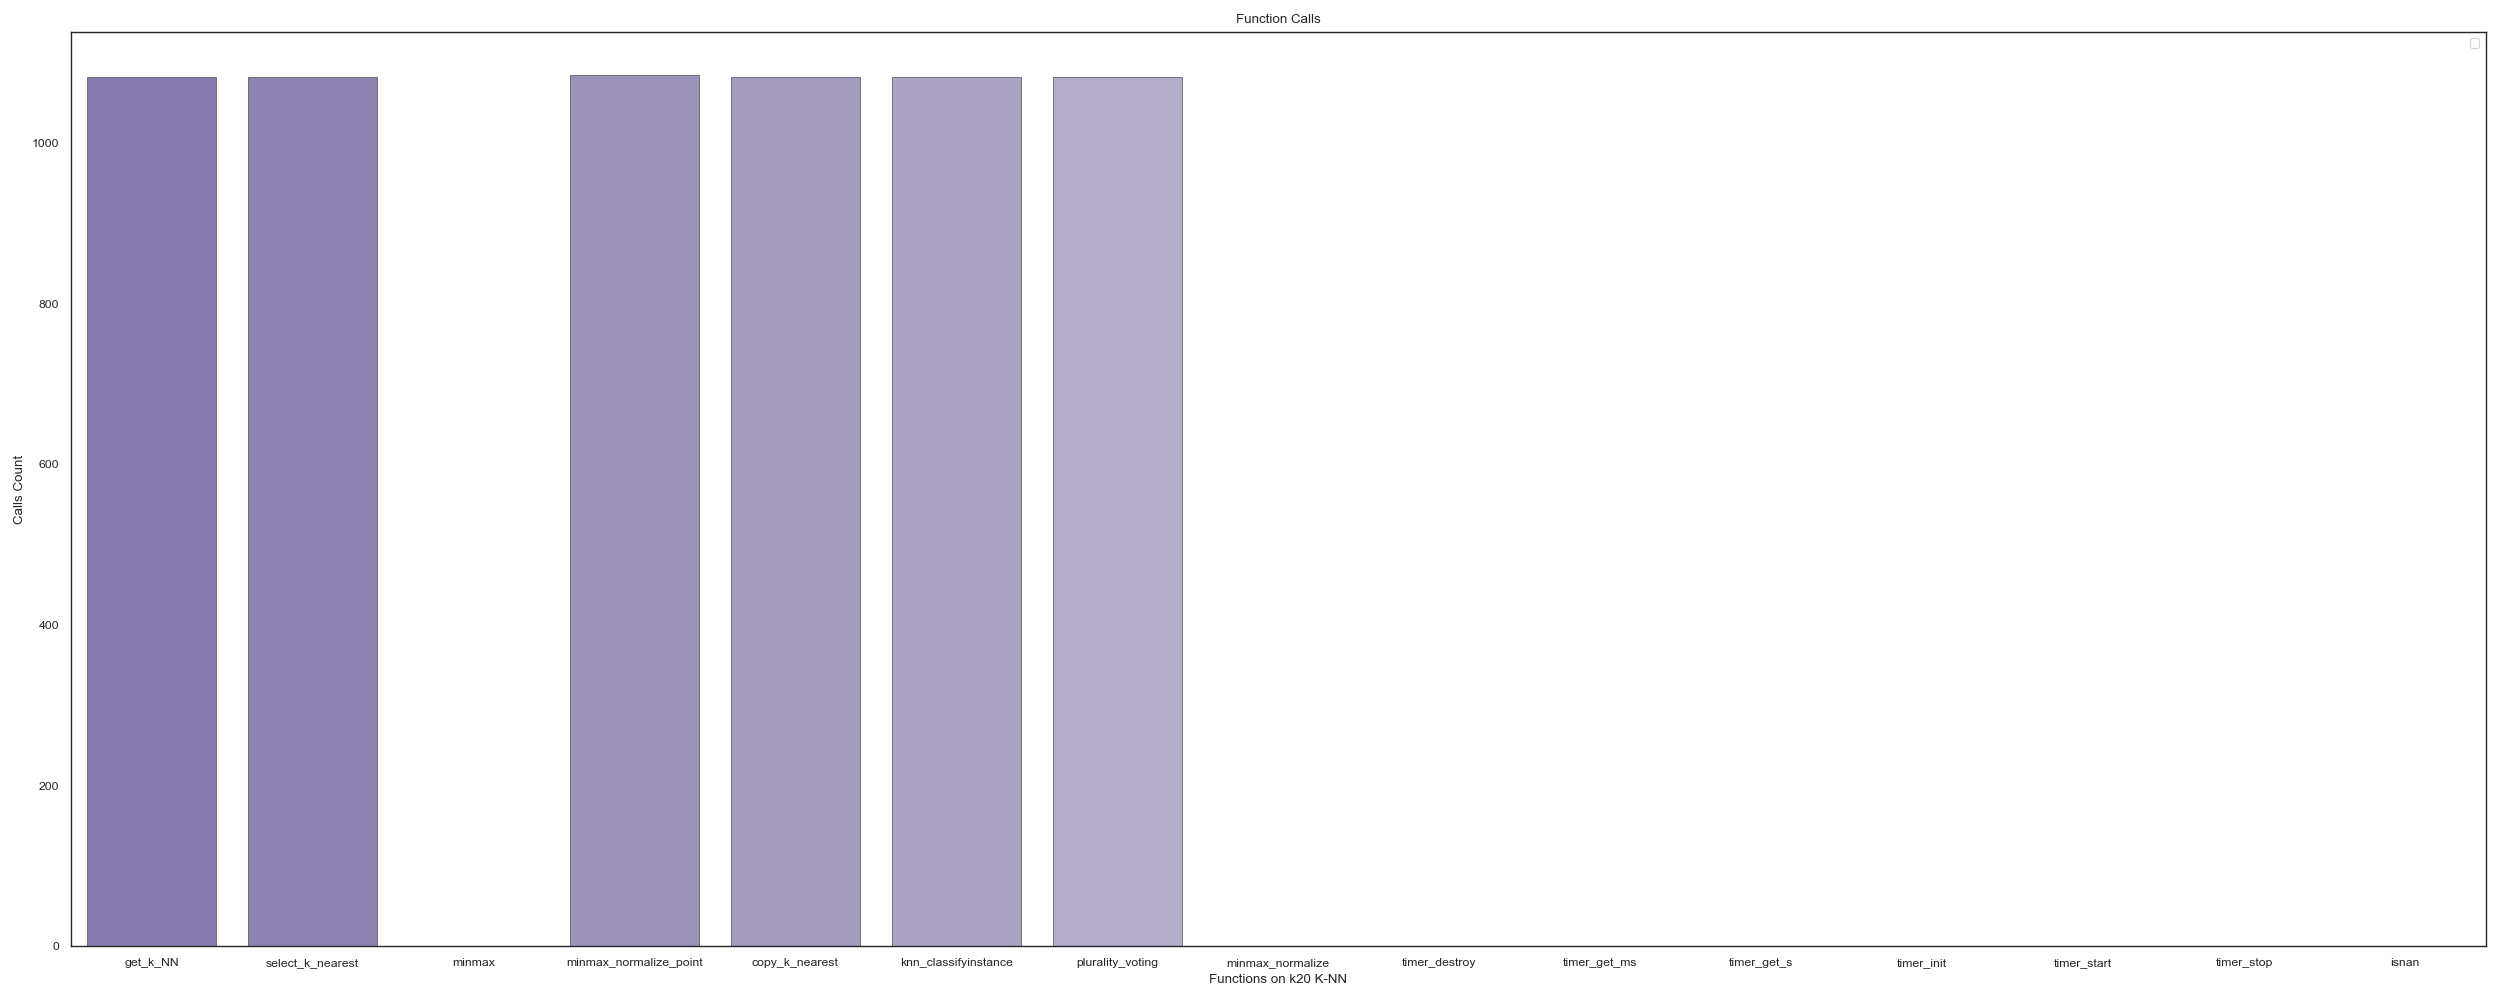 Function Calls
1000
800
600
400
200
0
Calls Count
get_k_NN select_k_nearest minmax minmax_normalize_point copy_k_nearest knn_classifyinstance plurality_voting minmax_normalize timer_destroy timer_get_ms timer_get_s timer_init timer_start timer_stop isnan
Functions on k20 K-NN